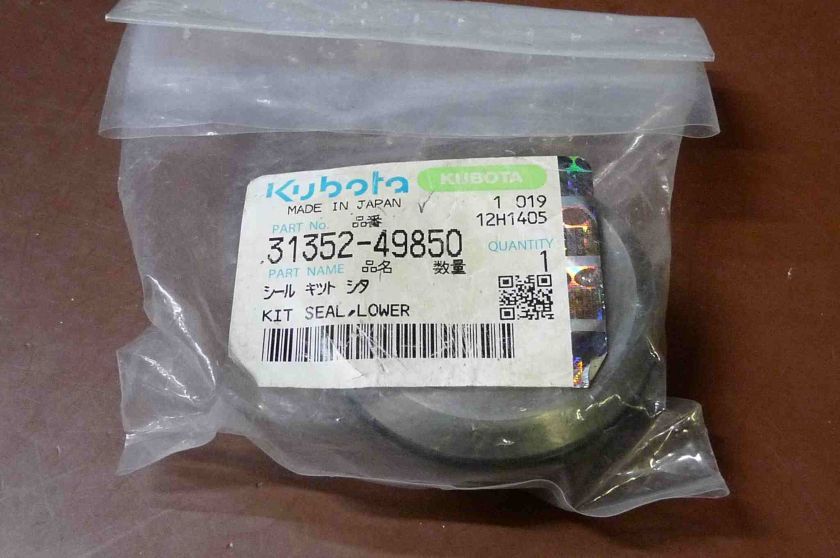 Kubota KUBOTA
MADE IN JAPAN 1 019
PART No. 品番 12H1405
31352-49850 QUANTITY
PART NAME 品名 数量 1
シール キット シタ
KIT SEAL,LOWER